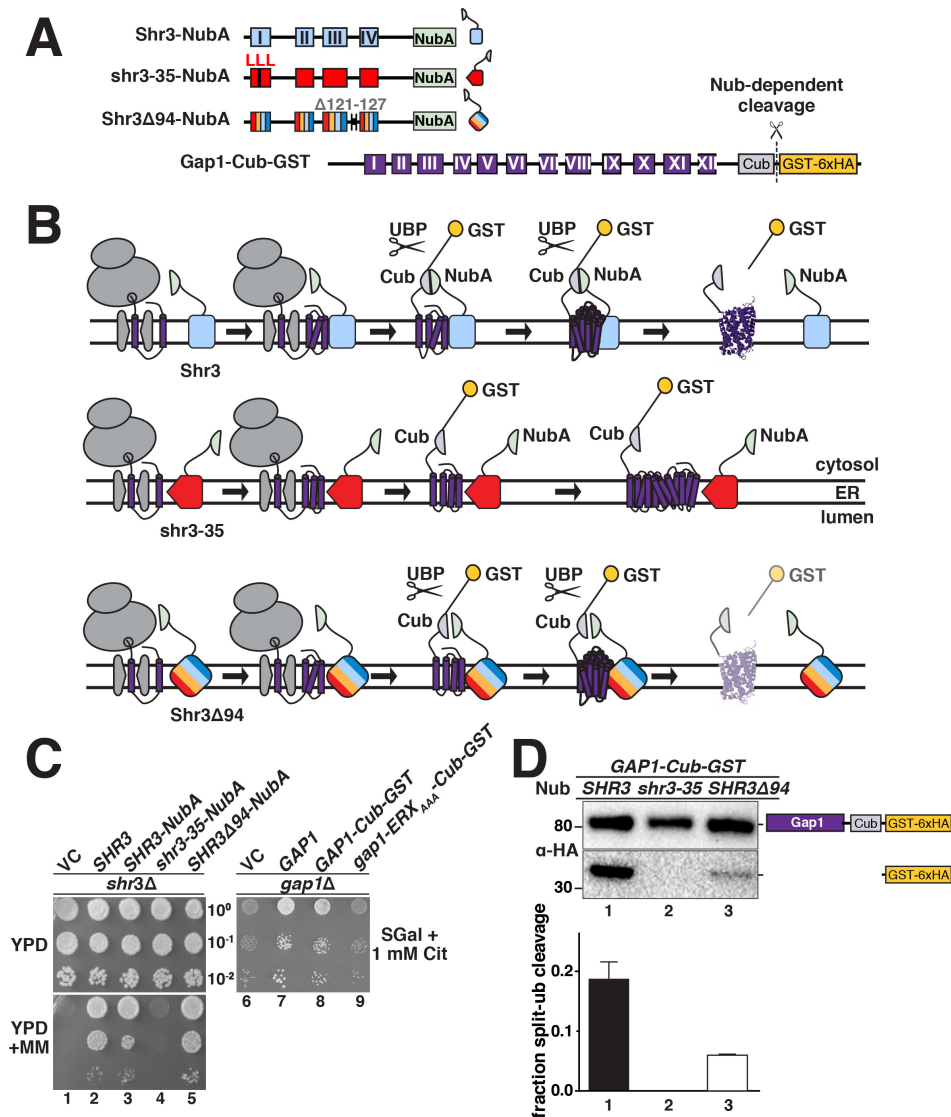 A
Shr3-NubA
I II III IV
NubA
LLL
shr3-35-NubA
NubA
Δ121-127
Shr3Δ94-NubA
NubA
Nub-dependent
cleavage
Gap1-Cub-GST
I II III IV V VI VI VIII IX X XI XI
Cub
GST-6xHA
B
UBP
GST
Cub
NubA
UBP
GST
Cub
NubA
GST
NubA
Shr3
GST
Cub
NubA
GST
Cub
NubA
cytosol
ER
lumen
shr3-35
UBP
GST
Cub
UBP
GST
Cub
GST
Shr3Δ94
C
VC
SHR3
SHR3-NubA
shr3-35-NubA
SHR3Δ94-NubA
shr3Δ
VC
GAP1
GAP1-Cub-GST
gap1-ERXAAA-Cub-GST
gap1Δ
YPD
10⁰
10⁻¹
10⁻²
SGal +
1 mM Cit
6 7 8 9
YPD
+MM
1 2 3 4 5
D
GAP1-Cub-GST
Nub SHR3 shr3-35 SHR3Δ94
80
α-HA
30
1 2 3
Gap1
Cub
GST-6xHA
GST-6xHA
fraction split-ub cleavage
0.2
0.1
0.0
1 2 3